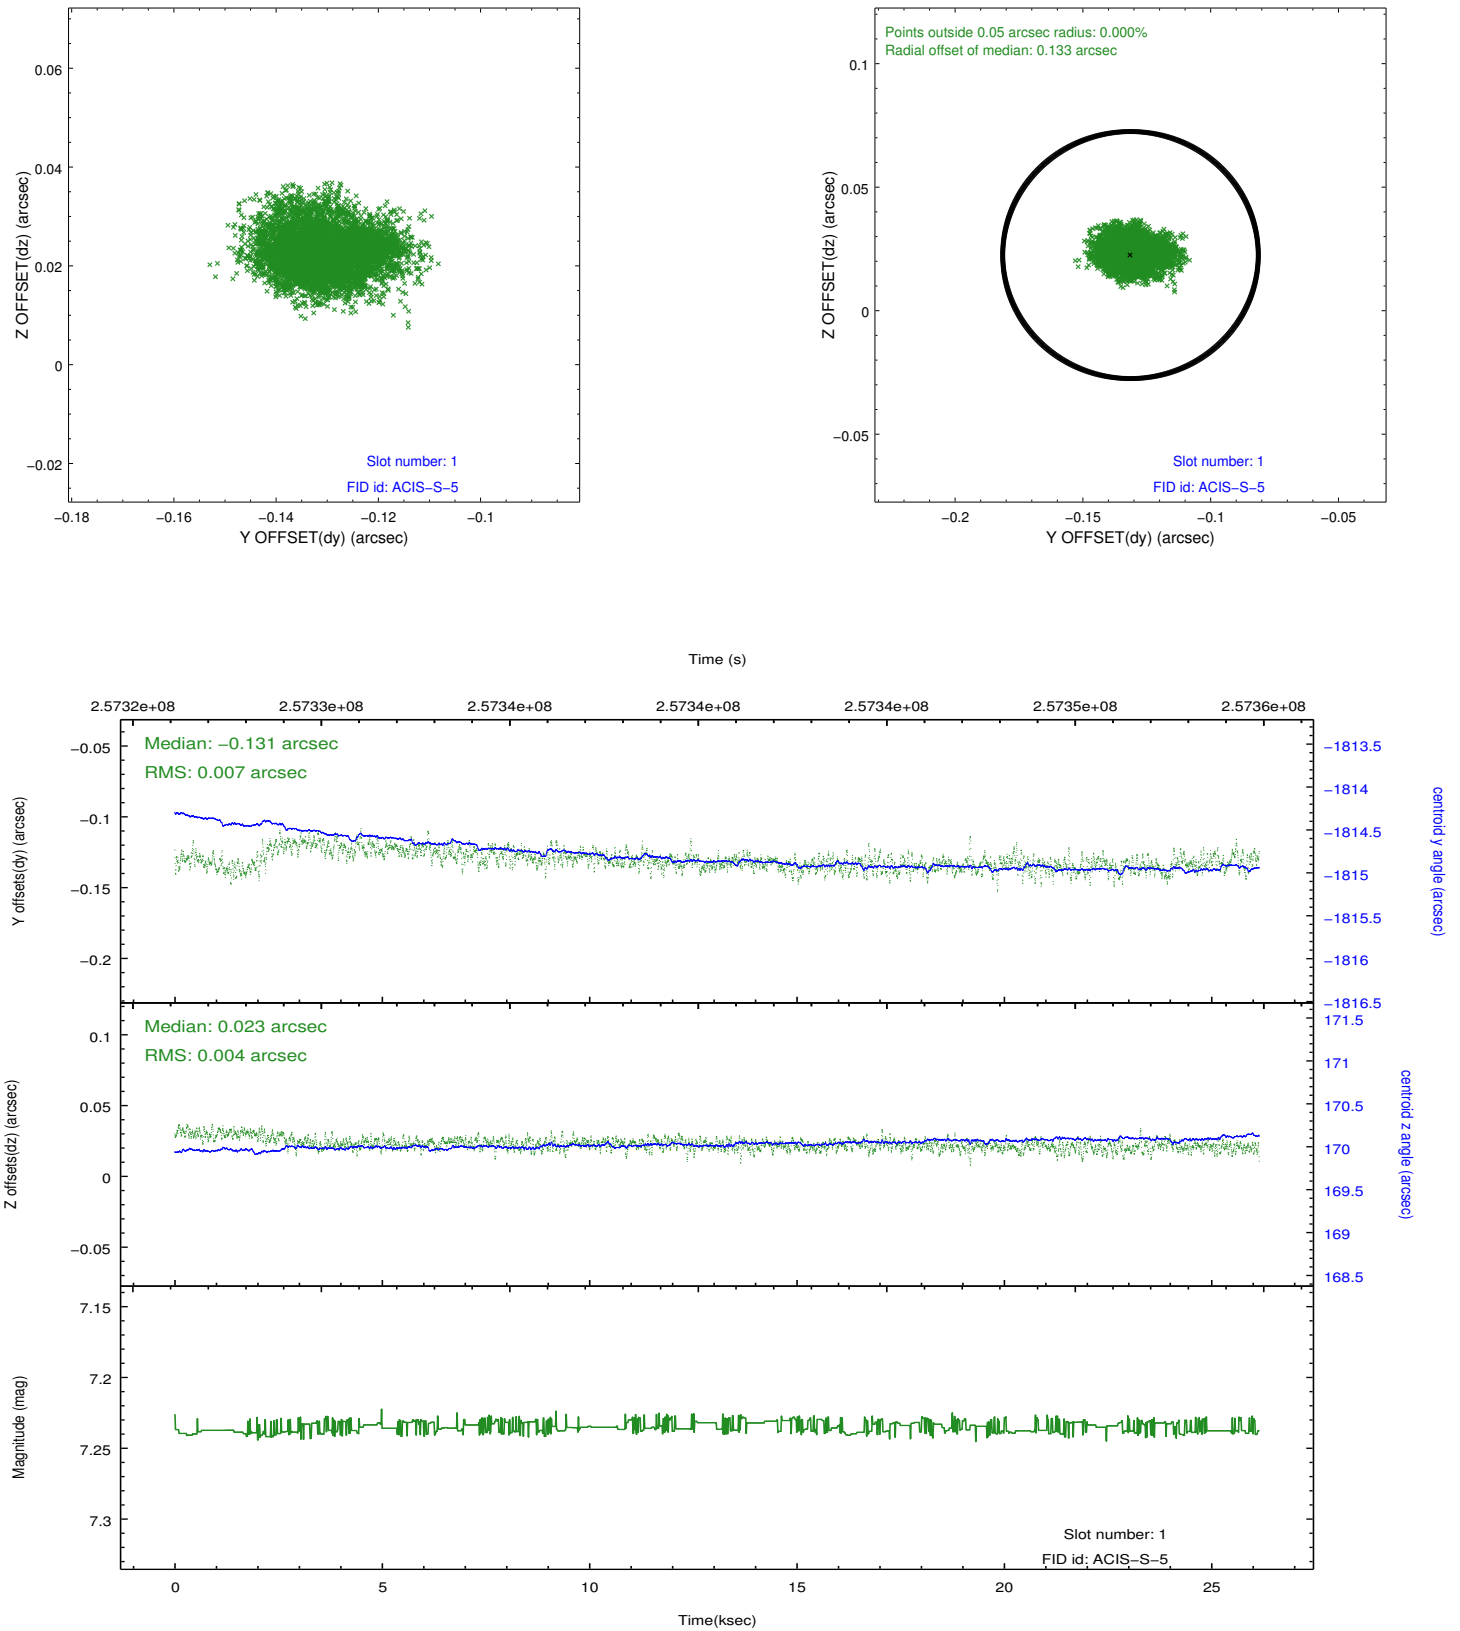 0.06
0.04
0.02
0
−0.02
Z OFFSET(dz) (arcsec)
Slot number: 1
FID id: ACIS−S−5
−0.18 −0.16 −0.14 −0.12 −0.1
Y OFFSET(dy) (arcsec)
Points outside 0.05 arcsec radius: 0.000%
Radial offset of median: 0.133 arcsec
0.1
0.05
0
−0.05
Z OFFSET(dz) (arcsec)
Slot number: 1
FID id: ACIS−S−5
−0.2 −0.15 −0.1 −0.05
Y OFFSET(dy) (arcsec)
Time (s)
2.5732e+08 2.5733e+08 2.5734e+08 2.5734e+08 2.5734e+08 2.5735e+08 2.5736e+08
Median: −0.131 arcsec
RMS: 0.007 arcsec
−0.05
−0.1
−0.15
−0.2
Y offsets(dy) (arcsec)
−1813.5
−1814
−1814.5
−1815
−1815.5
−1816
−1816.5
centroid y angle (arcsec)
Median: 0.023 arcsec
RMS: 0.004 arcsec
0.1
0.05
0
−0.05
Z offsets(dz) (arcsec)
171.5
171
170.5
170
169.5
169
168.5
centroid z angle (arcsec)
7.15
7.2
7.25
7.3
Magnitude (mag)
Slot number: 1
FID id: ACIS−S−5
0 5 10 15 20 25
Time(ksec)